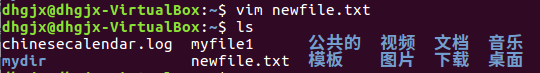 dhgjx@dhgjx-VirtualBox:~$ vim newfile.txt
dhgjx@dhgjx-VirtualBox:~$ ls
chinesecalendar.log myfile1 公共的 视频 文档 音乐
mydir newfile.txt 模板 图片 下载 桌面